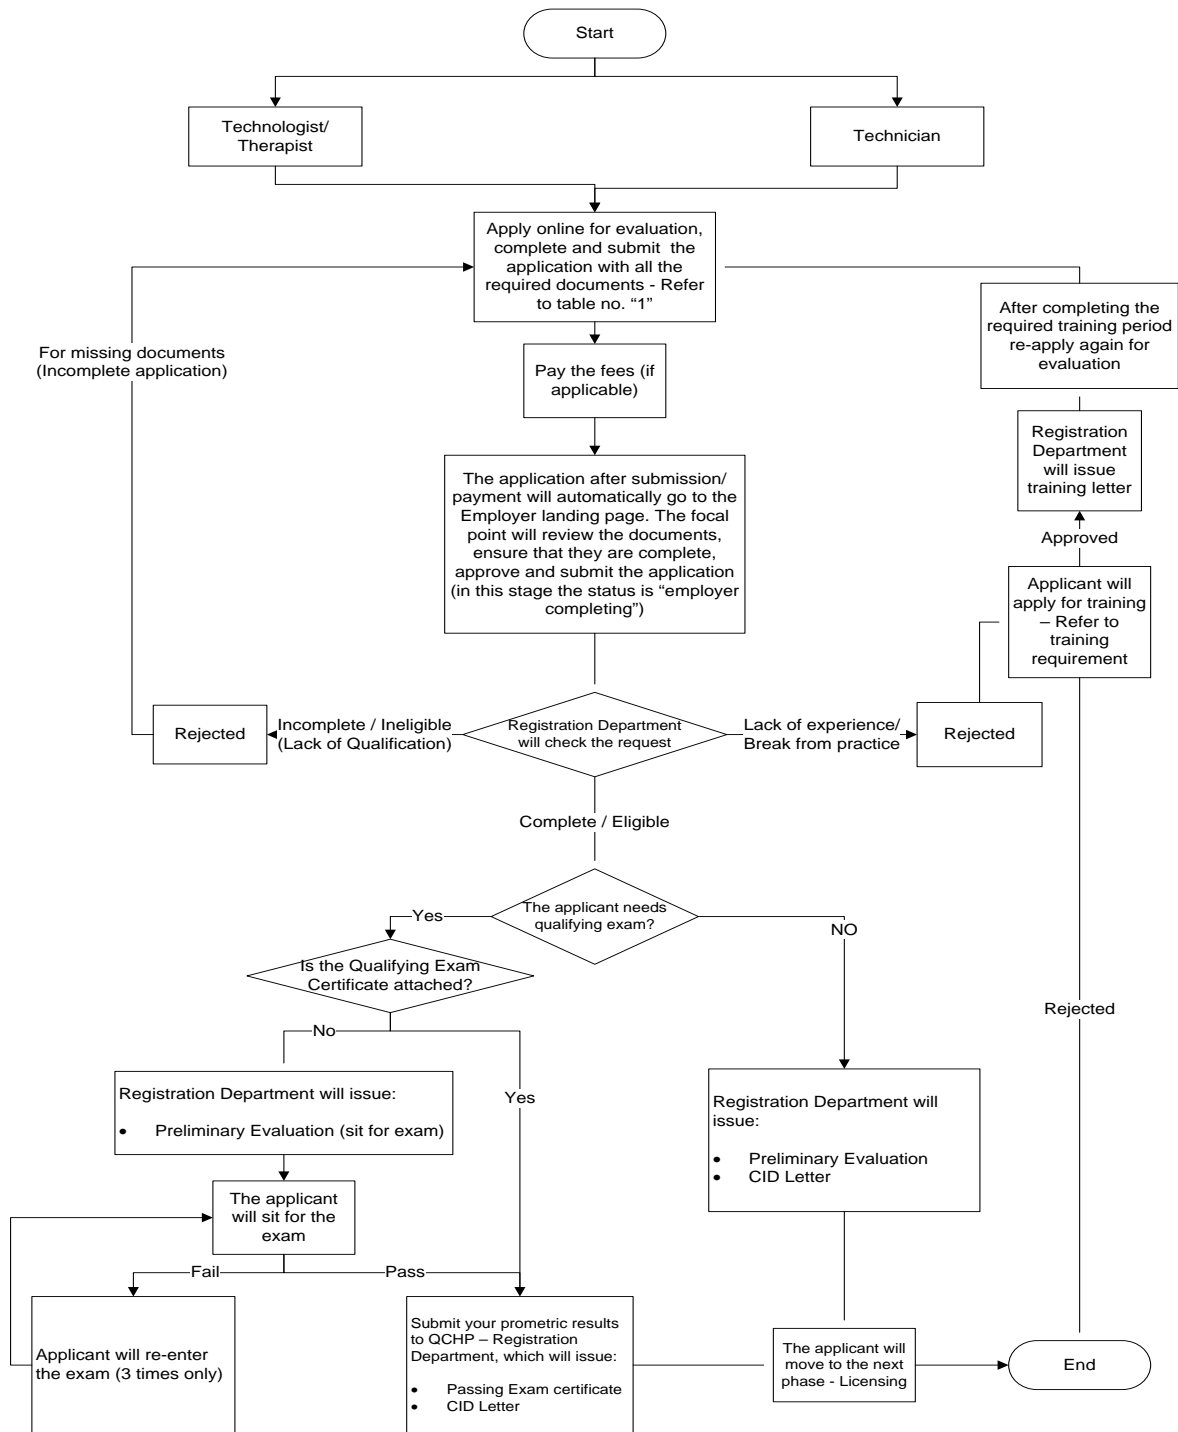 Start
Technologist/
Therapist
Technician
Apply online for evaluation,
complete and submit the
application with all the
required documents - Refer
to table no. “1”
After completing the
required training period
re-apply again for
evaluation
For missing documents
(Incomplete application)
Pay the fees (if
applicable)
Registration
Department
will issue
training letter
The application after submission/
payment will automatically go to the
Employer landing page. The focal
point will review the documents,
ensure that they are complete,
approve and submit the application
(in this stage the status is “employer
completing”)
Approved
Applicant will
apply for training
– Refer to
training
requirement
Rejected
Incomplete / Ineligible
(Lack of Qualification)
Registration Department
will check the request
Lack of experience/
Break from practice
Rejected
Complete / Eligible
The applicant needs
qualifying exam?
Yes
NO
Is the Qualifying Exam
Certificate attached?
Rejected
No
Yes
Registration Department will issue:
• Preliminary Evaluation (sit for exam)
Registration Department will
issue:
• Preliminary Evaluation
• CID Letter
The applicant
will sit for the
exam
Fail
Pass
Applicant will re-enter
the exam (3 times only)
Submit your prometric results
to QCHP – Registration
Department, which will issue:
• Passing Exam certificate
• CID Letter
The applicant will
move to the next
phase - Licensing
End